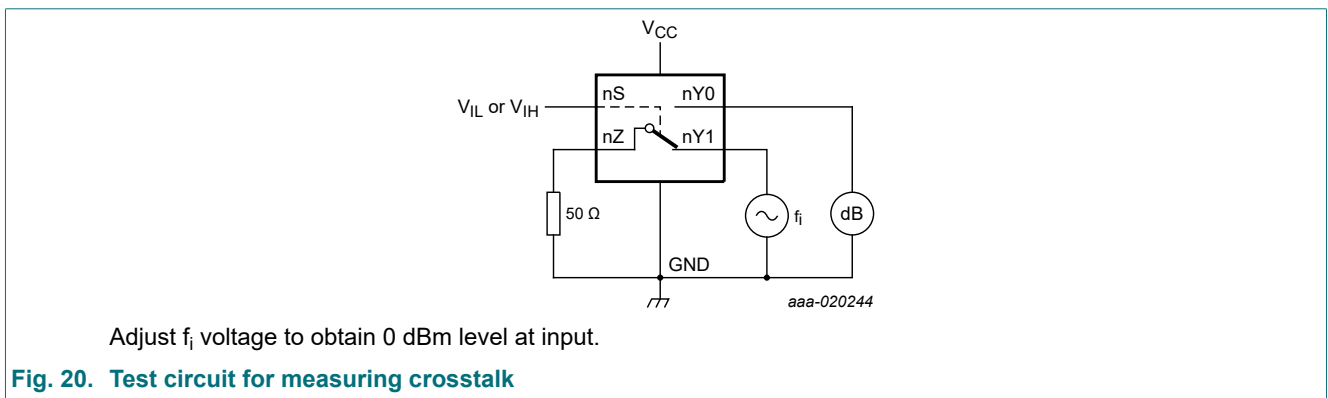 VCC
nS nY0
VIL or VIH
nZ nY1
50 Ω
fi
dB
GND
aaa-020244
Adjust fi voltage to obtain 0 dBm level at input.
Fig. 20. Test circuit for measuring crosstalk